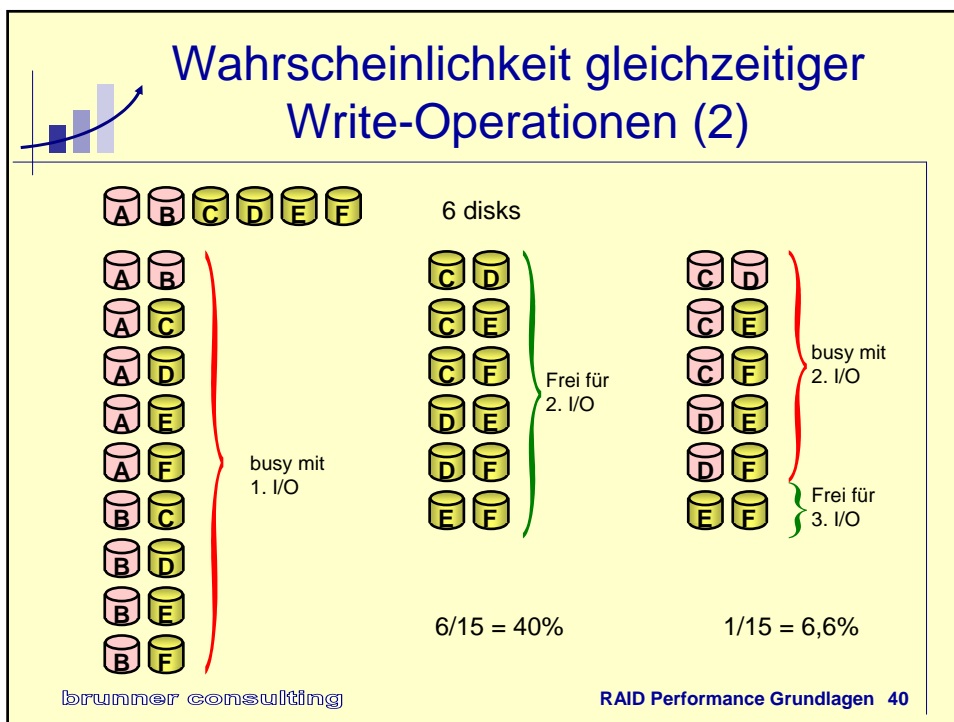 Wahrscheinlichkeit gleichzeitiger
Write-Operationen (2)
A B C D E F
6 disks
A B
A C
A D
A E
A F
B C
B D
B E
B F
busy mit
1. I/O
C D
C E
C F
D E
D F
E F
Frei für
2. I/O
6/15 = 40%
C D
C E
C F
D E
D F
E F
busy mit
2. I/O
Frei für
3. I/O
1/15 = 6,6%
brunner consulting
RAID Performance Grundlagen 40